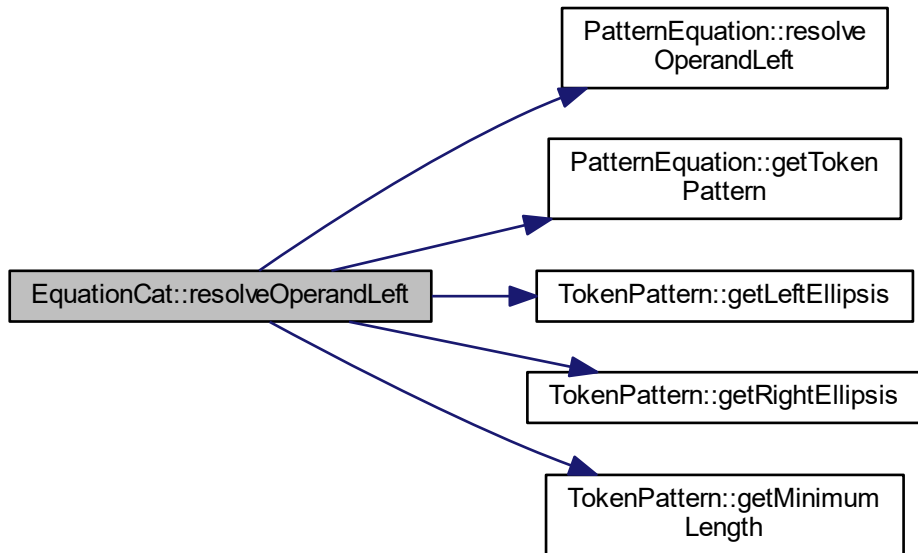 PatternEquation::resolve
OperandLeft
PatternEquation::getToken
Pattern
EquationCat::resolveOperandLeft
TokenPattern::getLeftEllipsis
TokenPattern::getRightEllipsis
TokenPattern::getMinimum
Length